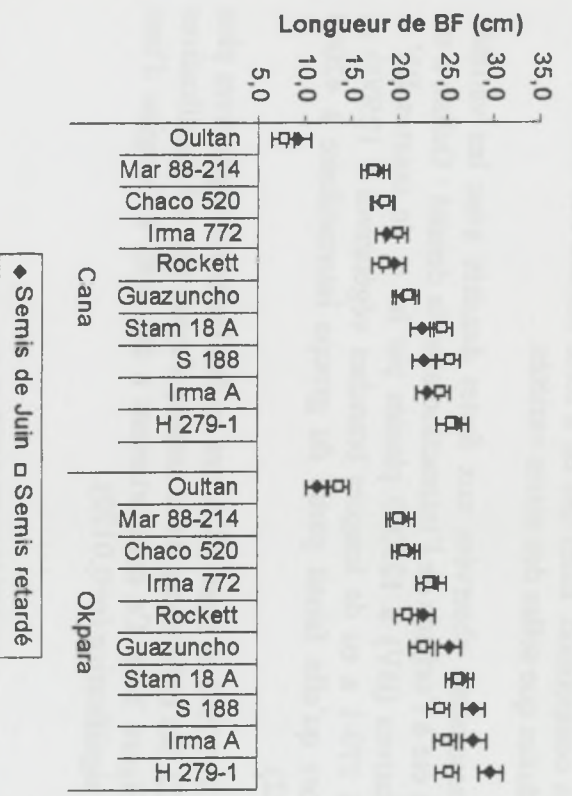 Longueur de BF (cm)
5,0
10,0
15,0
20,0
25,0
30,0
35,0
Oultan
Mar 88-214
Chaco 520
Irma 772
Rockett
Guazuncho
Stam 18 A
S 188
Irma A
H 279-1
Cana
Oultan
Mar 88-214
Chaco 520
Irma 772
Rockett
Guazuncho
Stam 18 A
S 188
Irma A
H 279-1
Okpara
◆ Semis de Juin □ Semis retardé